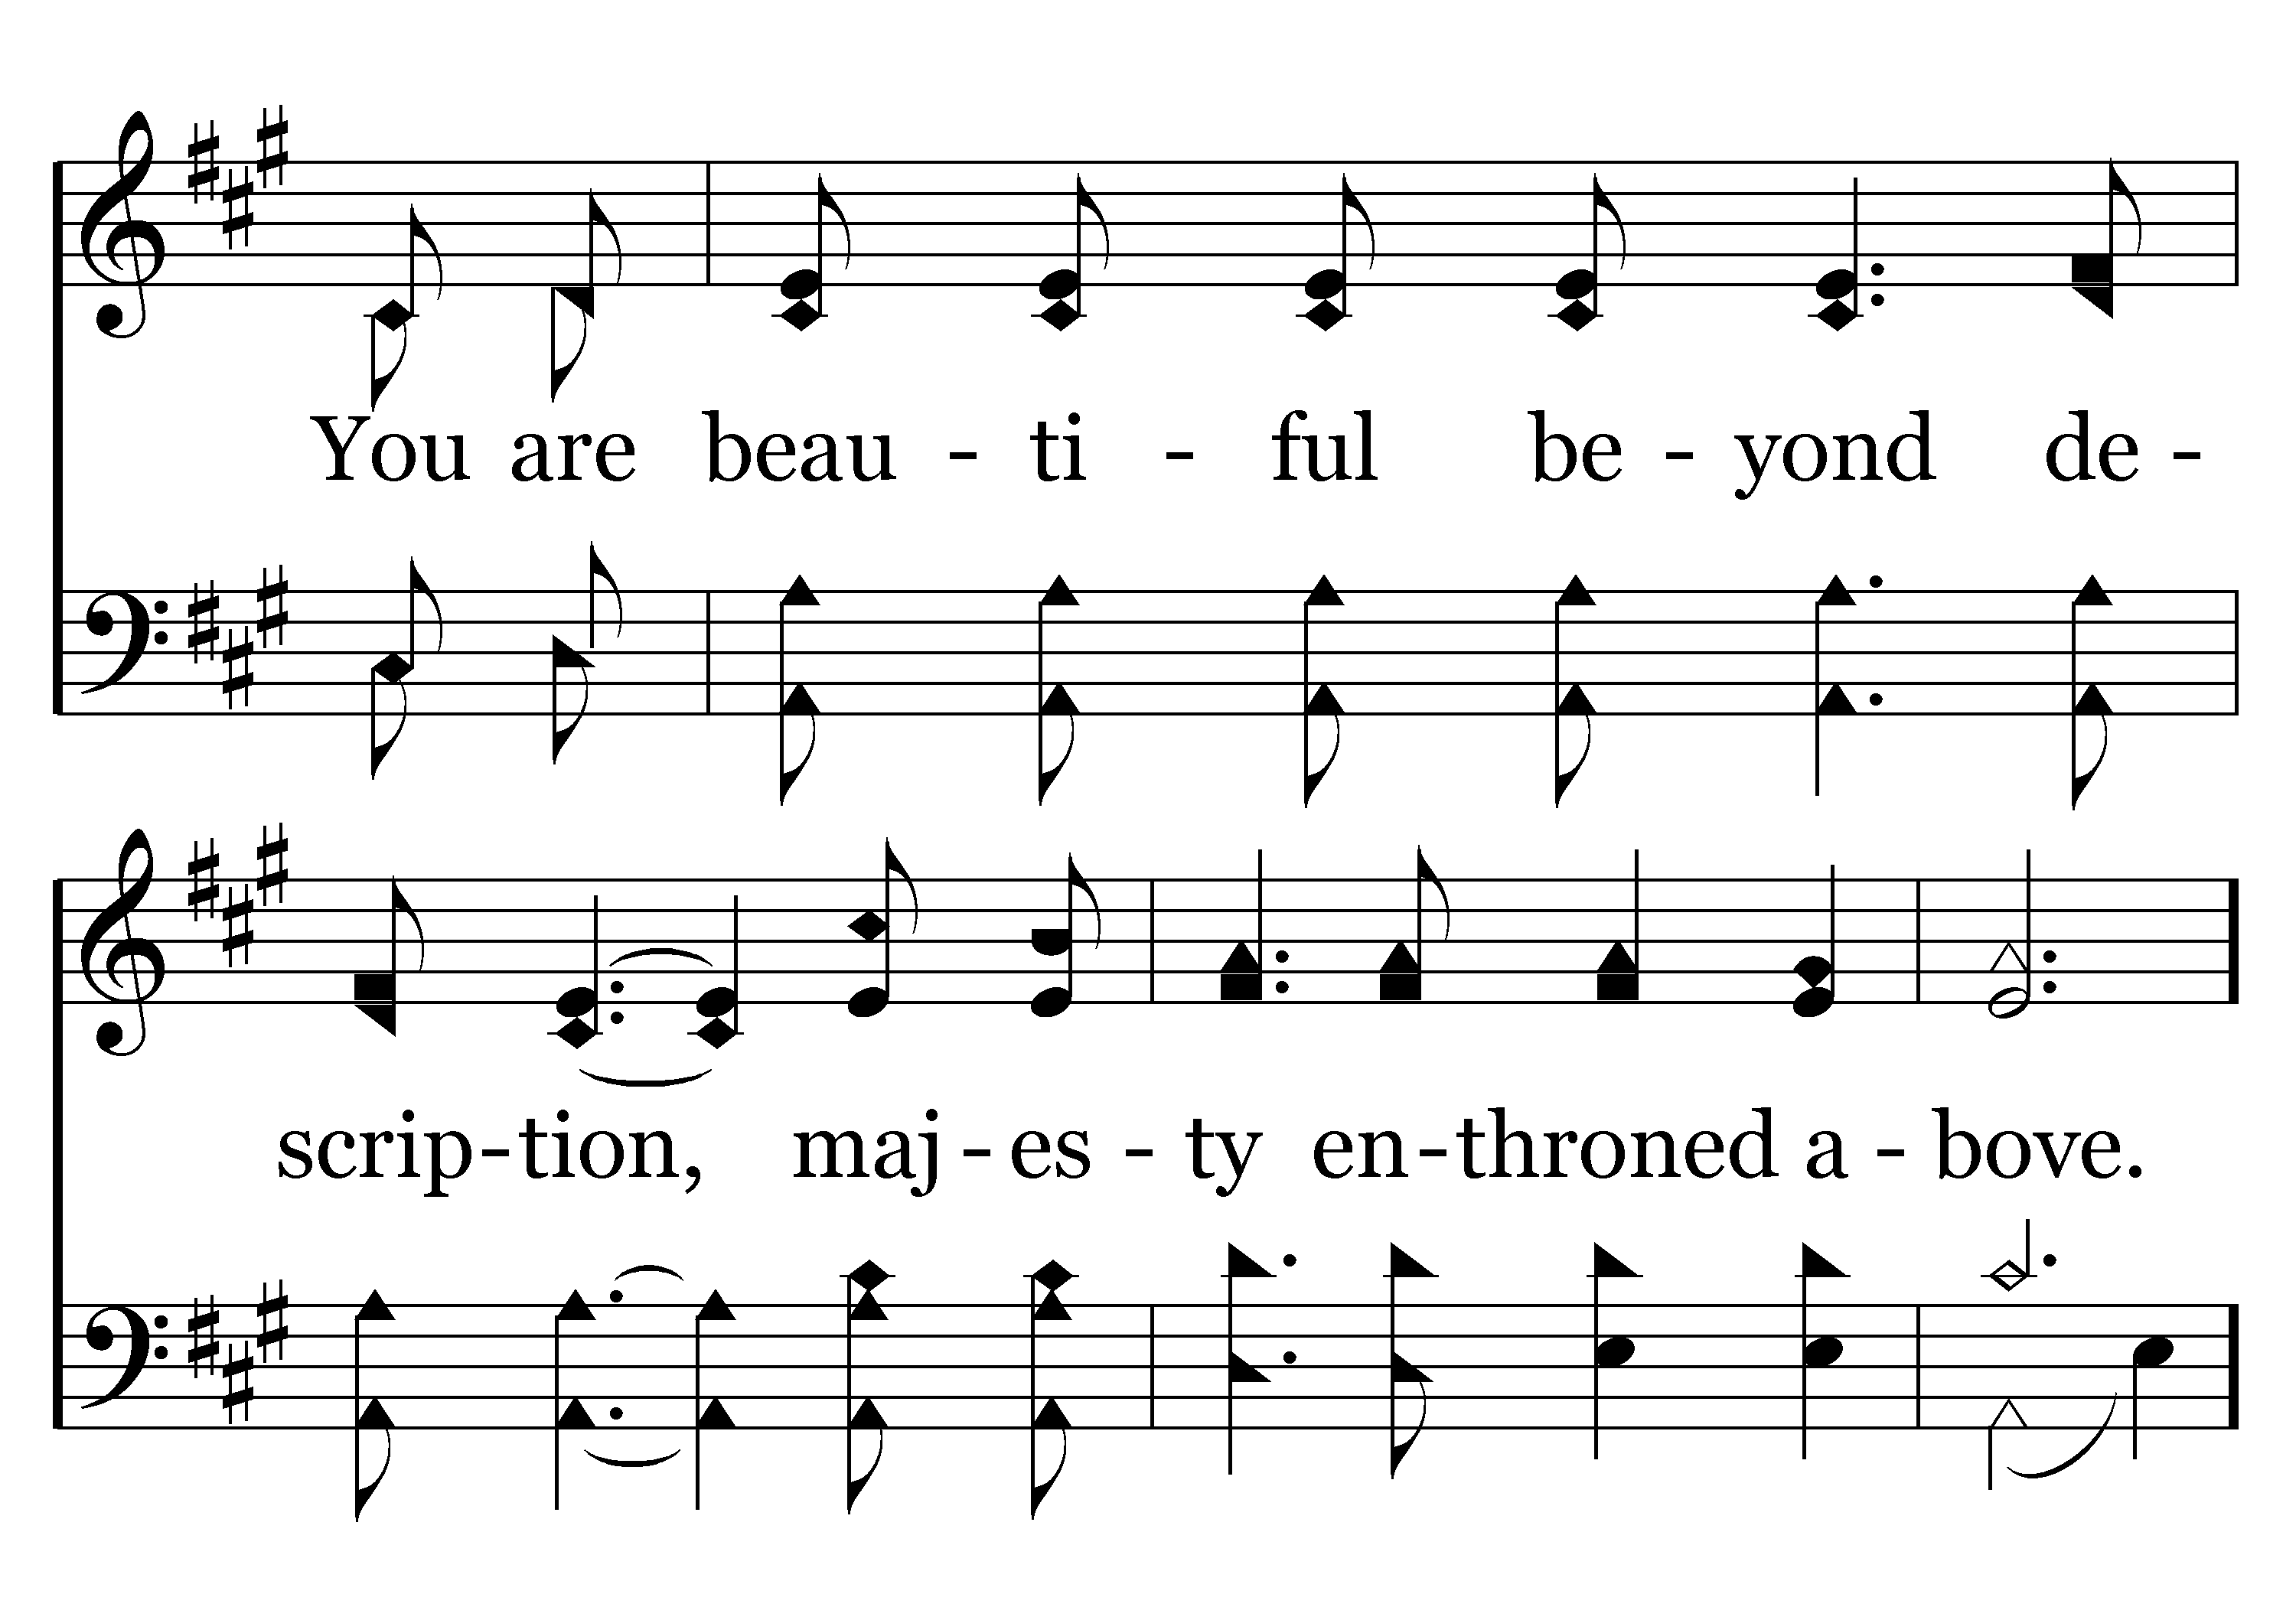 You are beau - ti - ful be - yond de -
scrip-tion, maj - es - ty en-throned a - bove.